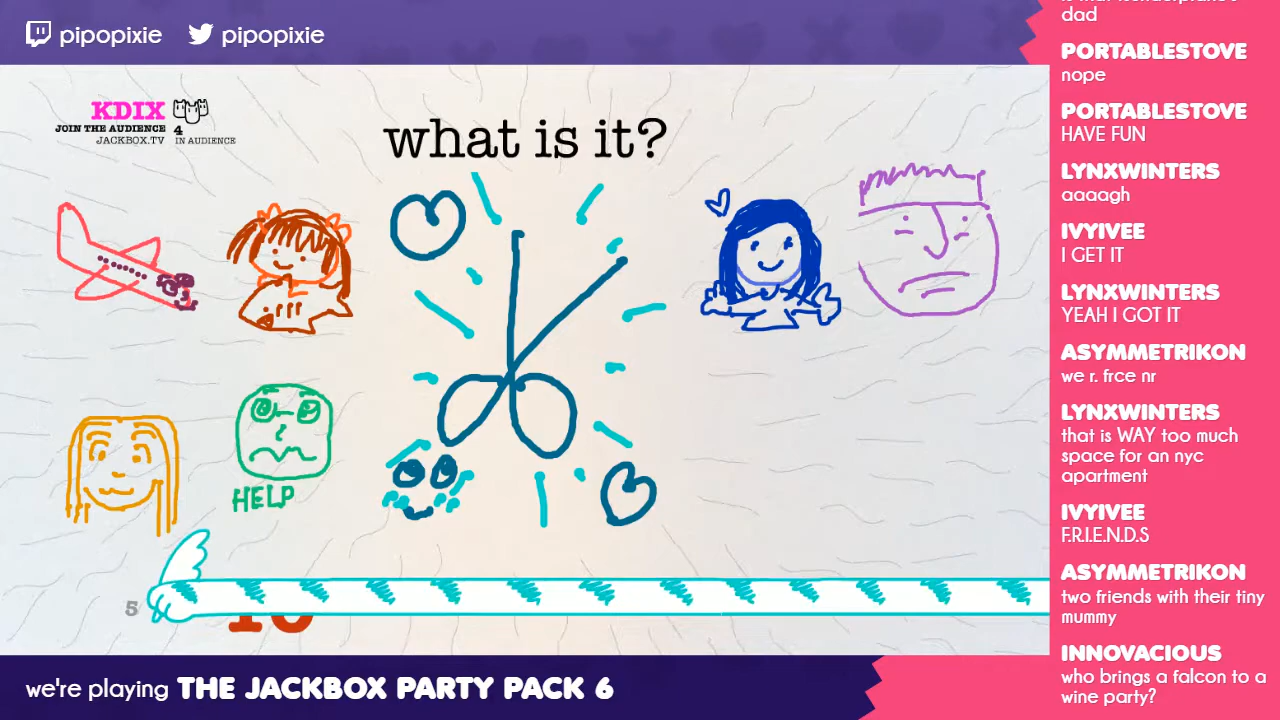 pipopixie pipopixie
KDIX
JOIN THE AUDIENCE 4
JACKBOX.TV IN AUDIENCE
what is it?
HELP
5
we're playing THE JACKBOX PARTY PACK 6
dad
PORTABLESTOVE
nope
PORTABLESTOVE
HAVE FUN
LYNXWINTERS
aaaagh
IVYIVEE
I GET IT
LYNXWINTERS
YEAH I GOT IT
ASYMMETRIKON
we r. frce nr
LYNXWINTERS
that is WAY too much
space for an nyc
apartment
IVYIVEE
F.R.I.E.N.D.S
ASYMMETRIKON
two friends with their tiny
mummy
INNOVACIOUS
who brings a falcon to a
wine party?